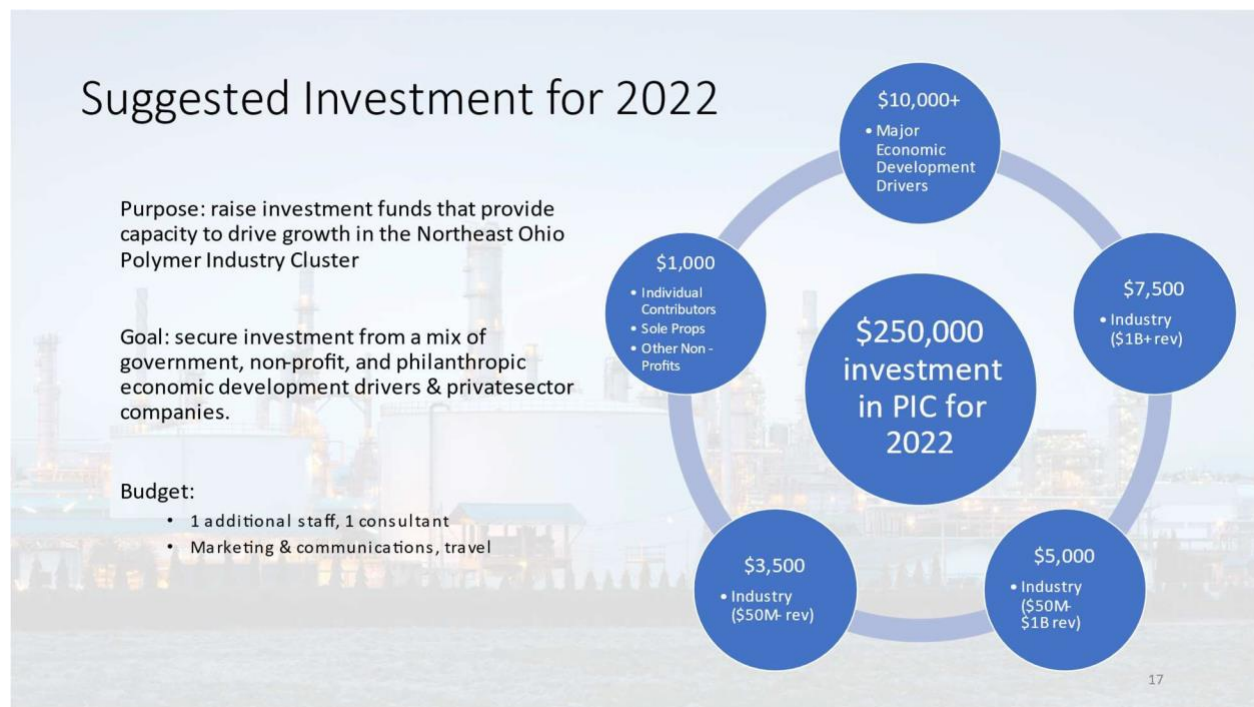 Suggested Investment for 2022
Purpose: raise investment funds that provide
capacity to drive growth in the Northeast Ohio
Polymer Industry Cluster
Goal: secure investment from a mix of
government, non-profit, and philanthropic
economic development drivers & privatesector
companies.
Budget:
• 1 additional staff, 1 consultant
• Marketing & communications, travel
$10,000+
• Major
Economic
Development
Drivers
$7,500
• Industry
($1B+ rev)
$5,000
• Industry
($50M-
$1B rev)
$3,500
• Industry
($50M- rev)
$1,000
• Individual
Contributors
• Sole Props
• Other Non -
Profits
$250,000
investment
in PIC for
2022
17